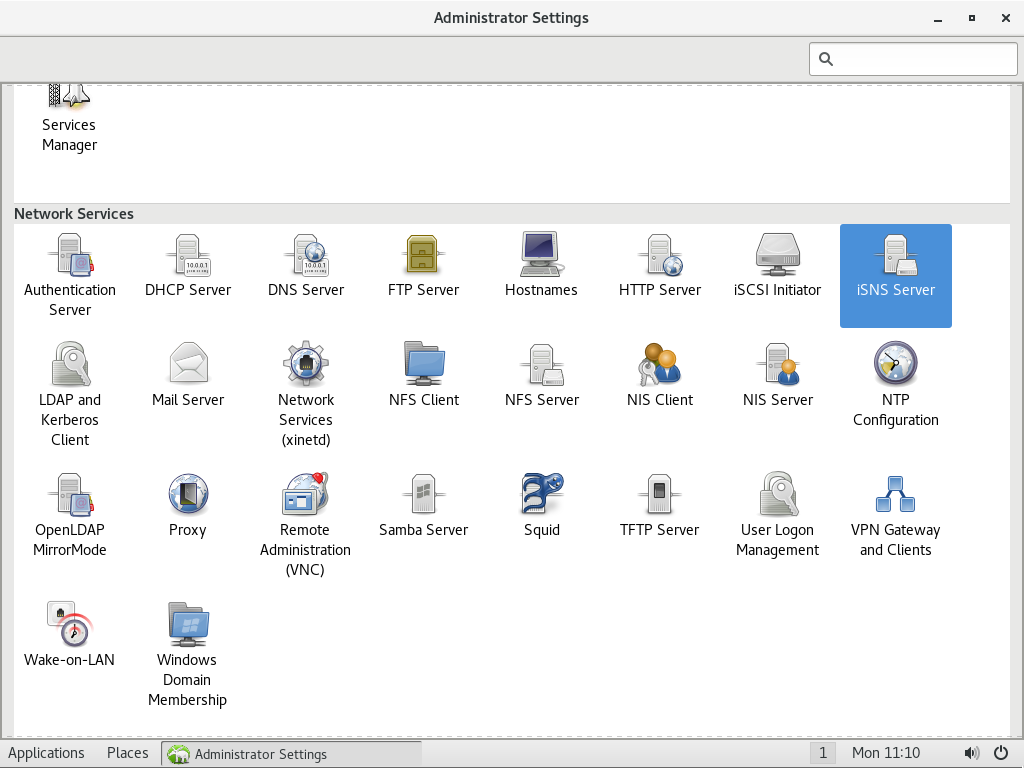 Administrator Settings
Services
Manager
Network Services
Authentication
Server
DHCP Server
DNS Server
FTP Server
Hostnames
HTTP Server
iSCSI Initiator
iSNS Server
LDAP and
Kerberos
Client
Mail Server
Network
Services
(xinetd)
NFS Client
NFS Server
NIS Client
NIS Server
NTP
Configuration
OpenLDAP
MirrorMode
Proxy
Remote
Administration
(VNC)
Samba Server
Squid
TFTP Server
User Logon
Management
VPN Gateway
and Clients
Wake-on-LAN
Windows
Domain
Membership
Applications
Places
Administrator Settings
1
Mon 11:10